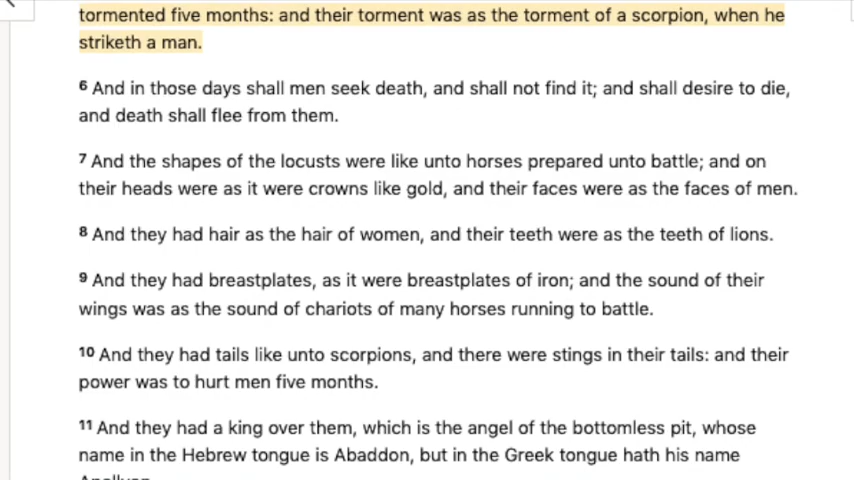 tormented five months: and their torment was as the torment of a scorpion, when he
striketh a man.
6 And in those days shall men seek death, and shall not find it; and shall desire to die,
and death shall flee from them.
7 And the shapes of the locusts were like unto horses prepared unto battle; and on
their heads were as it were crowns like gold, and their faces were as the faces of men.
8 And they had hair as the hair of women, and their teeth were as the teeth of lions.
9 And they had breastplates, as it were breastplates of iron; and the sound of their
wings was as the sound of chariots of many horses running to battle.
10 And they had tails like unto scorpions, and there were stings in their tails: and their
power was to hurt men five months.
11 And they had a king over them, which is the angel of the bottomless pit, whose
name in the Hebrew tongue is Abaddon, but in the Greek tongue hath his name